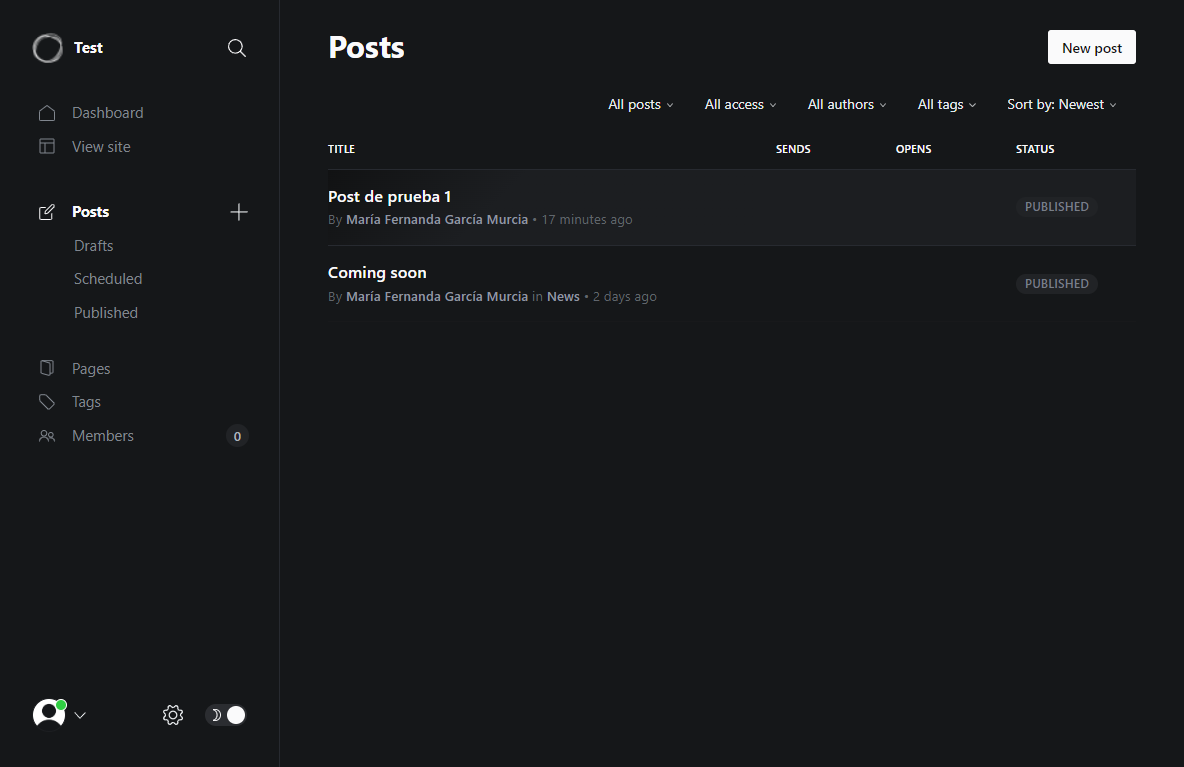 Test
Dashboard
View site
Posts
Drafts
Scheduled
Published
Pages
Tags
Members 0
Posts
New post
All posts All access All authors All tags Sort by: Newest
TITLE SENDS OPENS STATUS
Post de prueba 1
By María Fernanda García Murcia • 17 minutes ago
PUBLISHED
Coming soon
By María Fernanda García Murcia in News • 2 days ago
PUBLISHED